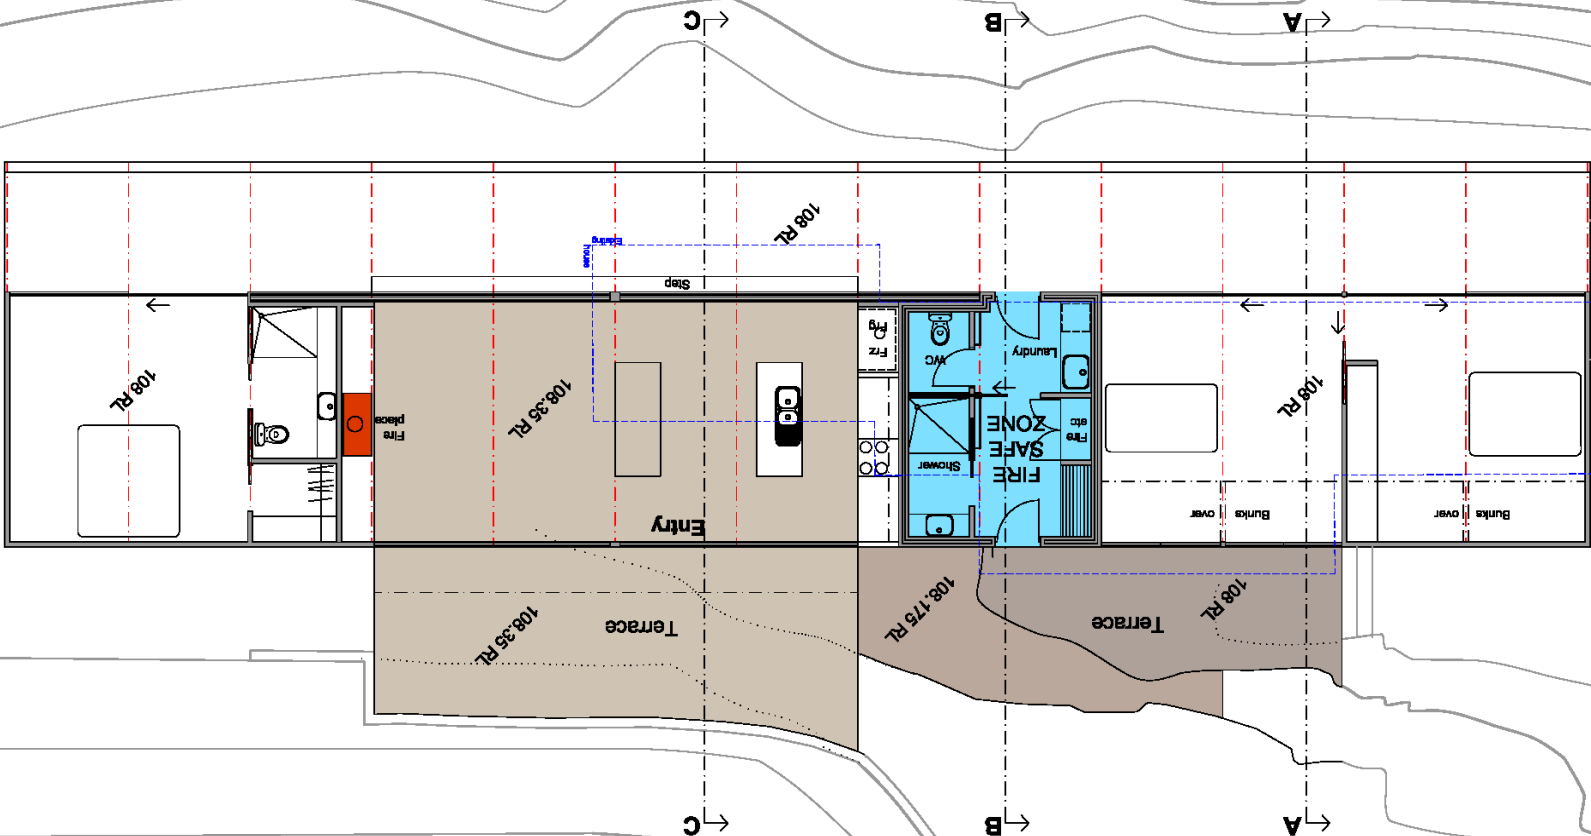 C
B
A
108 RL
Existing
house
Step
108 RL
Frg
Frz
WC
Laundry
108.35 RL
108 RL
Fire
place
FIRE
SAFE
ZONE
Fire
etc
Shower
Entry
Bunks
over
Bunks
over
108.35 RL
Terrace
108.175 RL
Terrace
108 RL
C
B
A